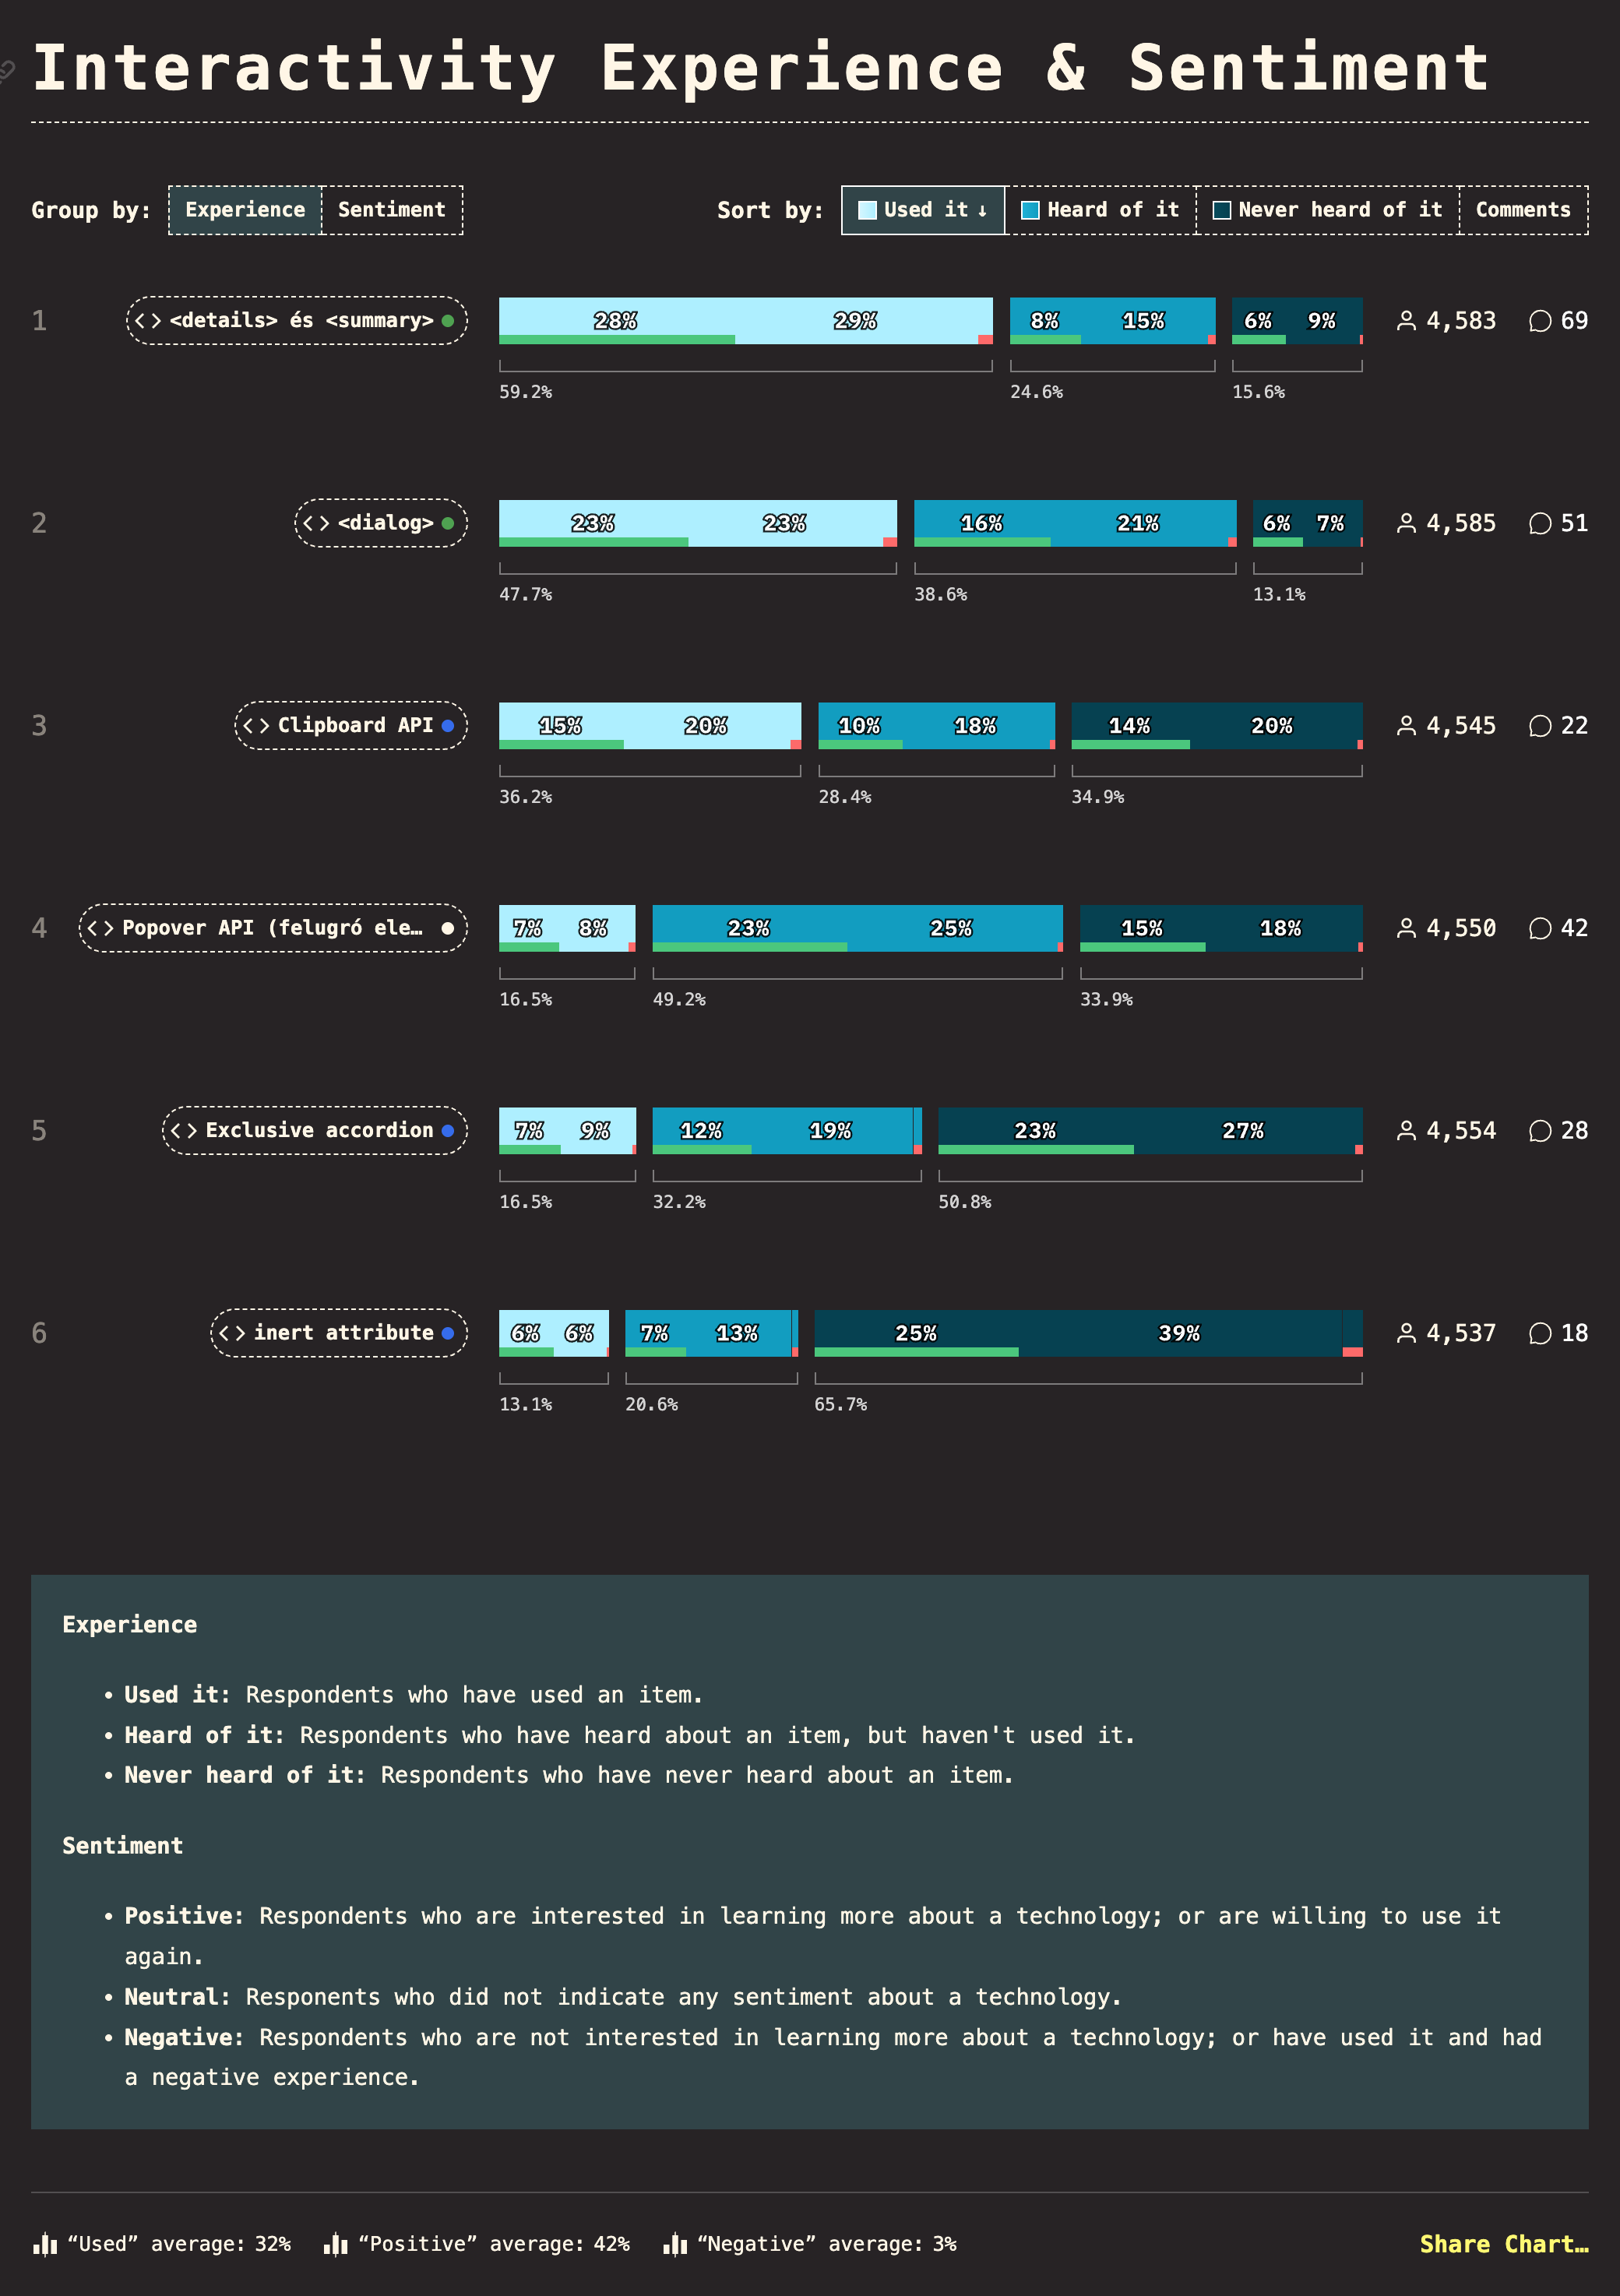 Interactivity Experience & Sentiment
Group by: Experience Sentiment Sort by: Used it ↓ Heard of it Never heard of it Comments
1 <details> és <summary> 28% 29% 8% 15% 6% 9% 4,583 69
59.2% 24.6% 15.6%
2 <dialog> 23% 23% 16% 21% 6% 7% 4,585 51
47.7% 38.6% 13.1%
3 Clipboard API 15% 20% 10% 18% 14% 20% 4,545 22
36.2% 28.4% 34.9%
4 Popover API (felugró ele… 7% 8% 23% 25% 15% 18% 4,550 42
16.5% 49.2% 33.9%
5 Exclusive accordion 7% 9% 12% 19% 23% 27% 4,554 28
16.5% 32.2% 50.8%
6 inert attribute 6% 6% 7% 13% 25% 39% 4,537 18
13.1% 20.6% 65.7%
Experience
• Used it: Respondents who have used an item.
• Heard of it: Respondents who have heard about an item, but haven't used it.
• Never heard of it: Respondents who have never heard about an item.
Sentiment
• Positive: Respondents who are interested in learning more about a technology; or are willing to use it
again.
• Neutral: Responents who did not indicate any sentiment about a technology.
• Negative: Respondents who are not interested in learning more about a technology; or have used it and had
a negative experience.
“Used” average: 32% “Positive” average: 42% “Negative” average: 3% Share Chart…